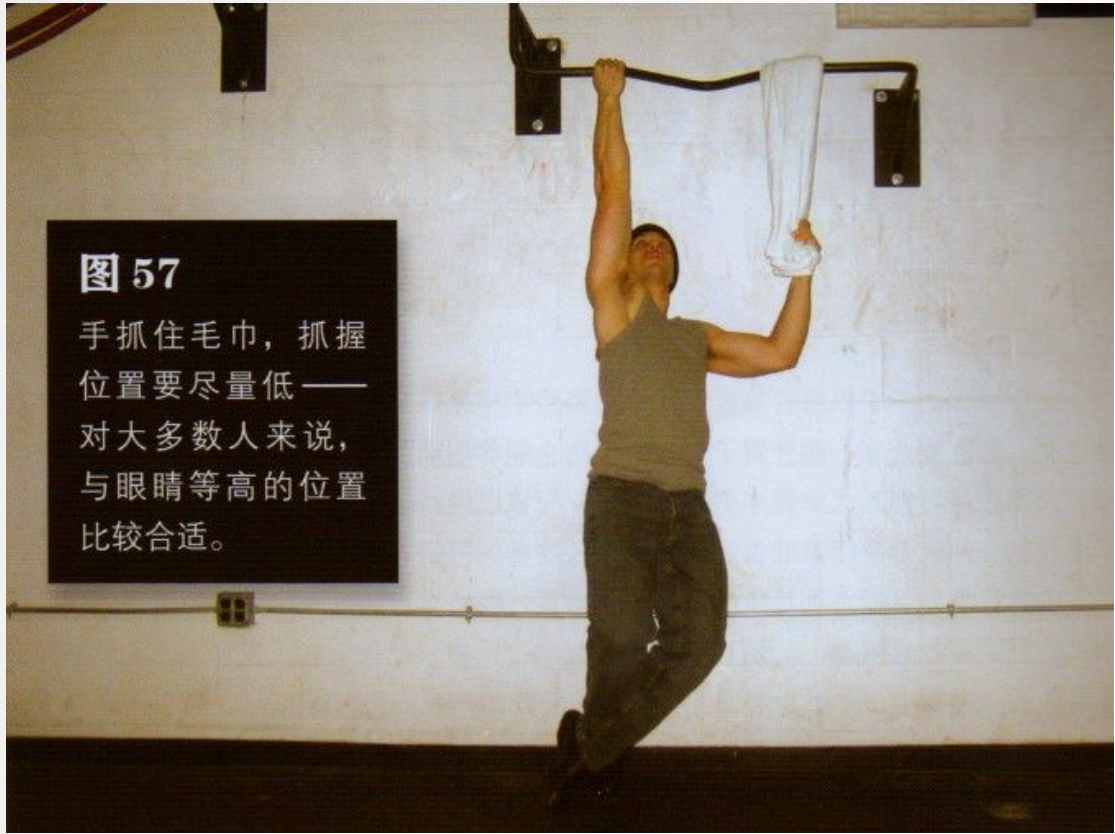 图 57
手抓住毛巾，抓握
位置要尽量低——
对大多数人来说，
与眼睛等高的位置
比较合适。